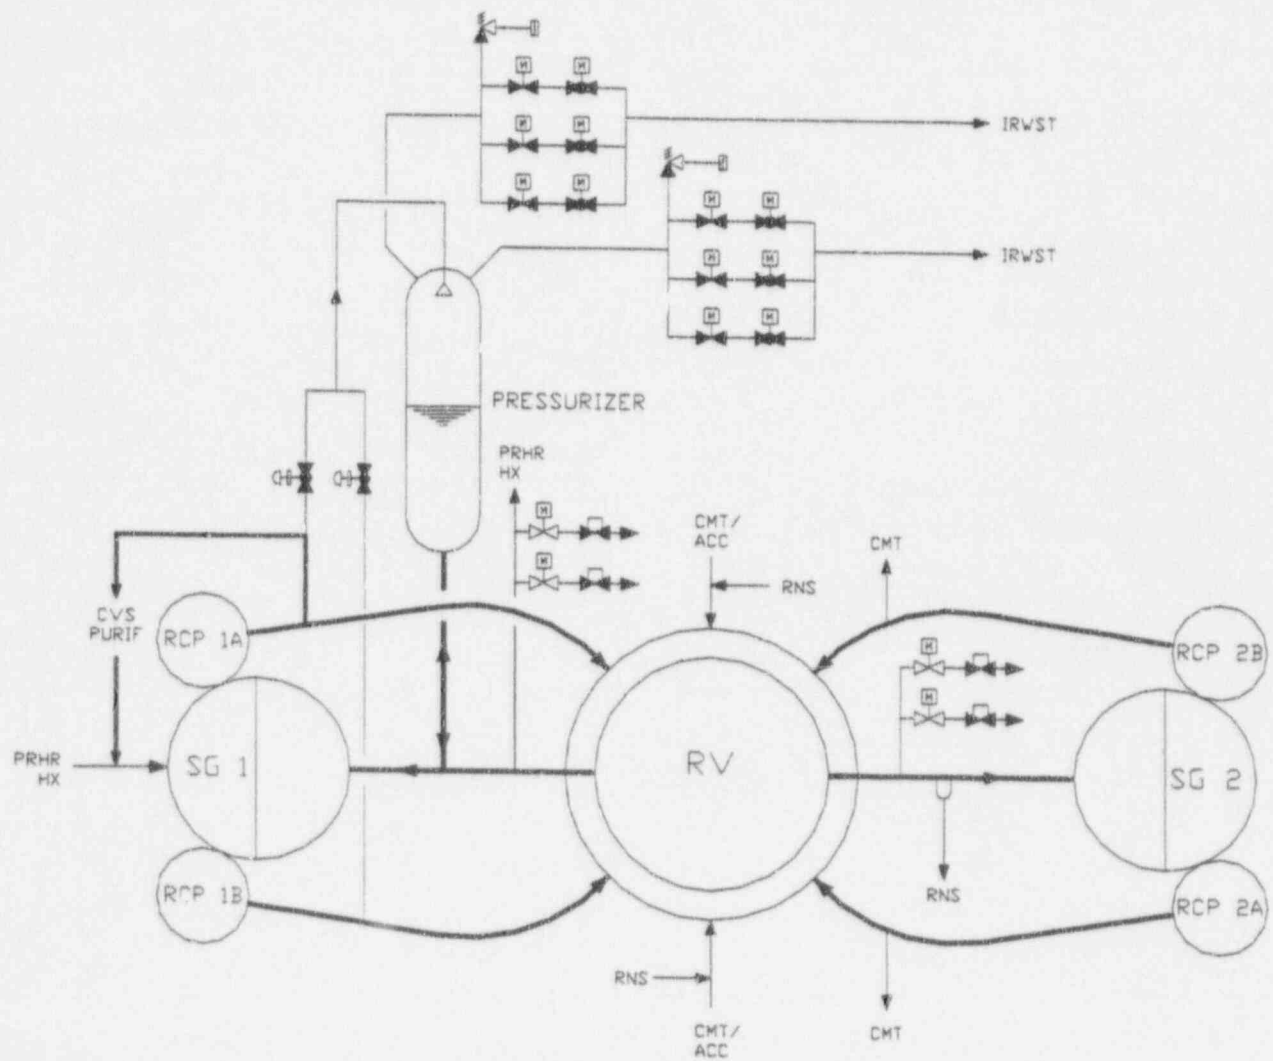 M
M
IRWST
M
M
M
M
M
M
M
IRWST
M
M
M
M
PRESSURIZER
PRHR
HX
M
CMT/
ACC
CMT
M
RNS
CVS
PURIF
RCP 1A
M
RCP 2B
M
PRHR
HX
SG 1
RV
SG 2
RCP 1B
RNS
RCP 2A
RNS
CMT/
ACC
CMT